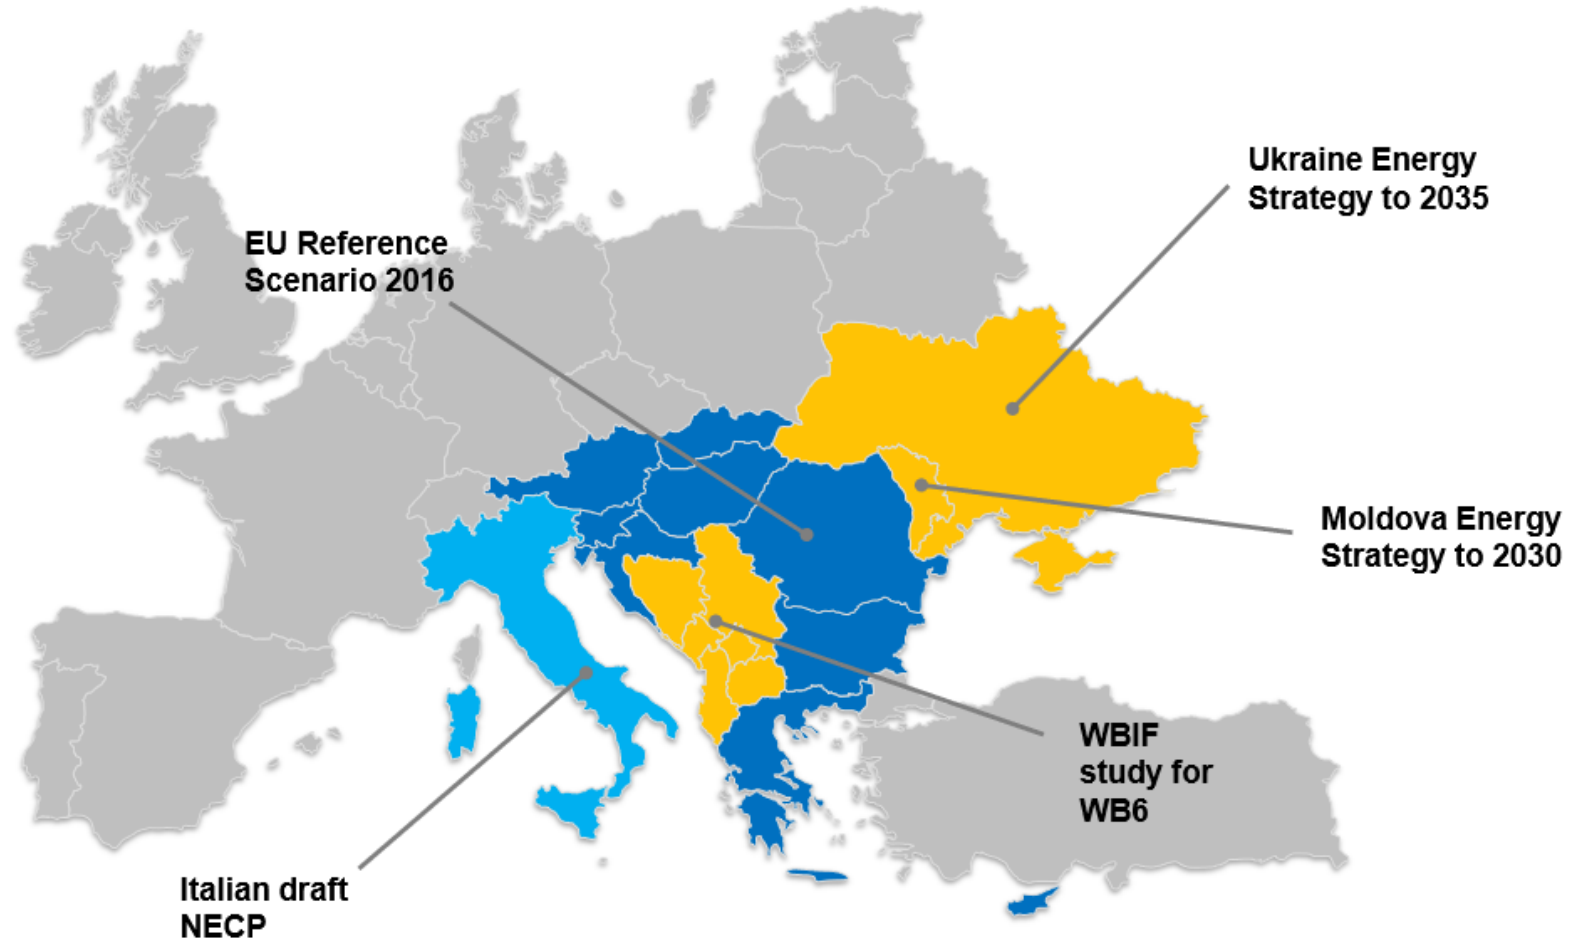 Ukraine Energy
Strategy to 2035
EU Reference
Scenario 2016
Moldova Energy
Strategy to 2030
WBIF
study for
WB6
Italian draft
NECP